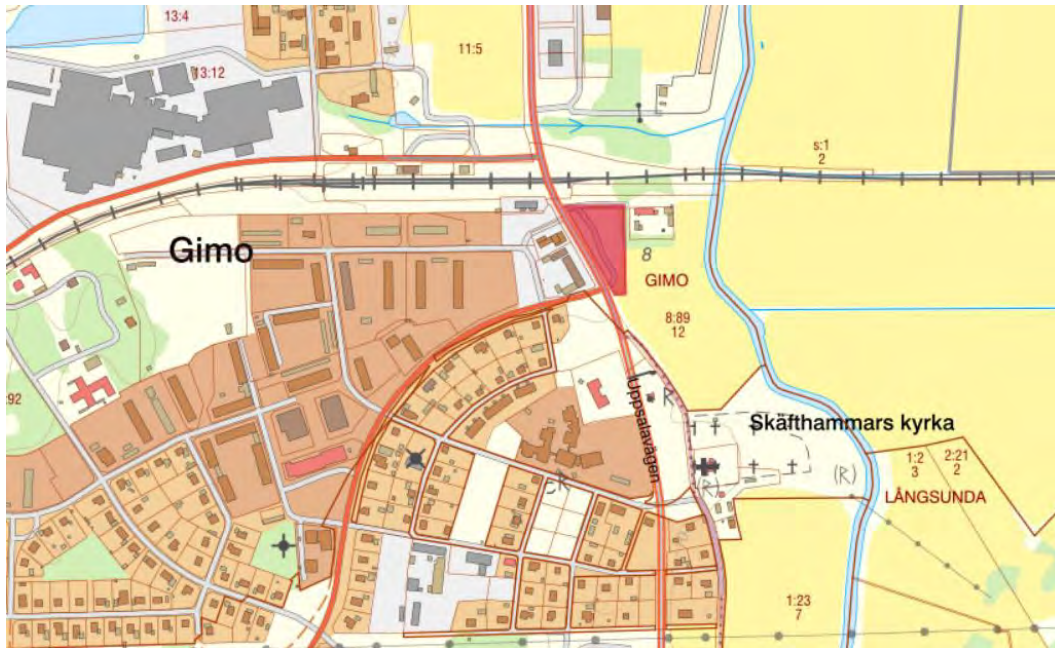 13:4
11:5
13:12
s:1
2
Gimo
8
GIMO
8:89
12
:92
Uppsalavägen
(R)
Skäfthammars kyrka
1:2
3
2:21
2
(R)
(R)
LÅNGSUNDA
R
1:23
7